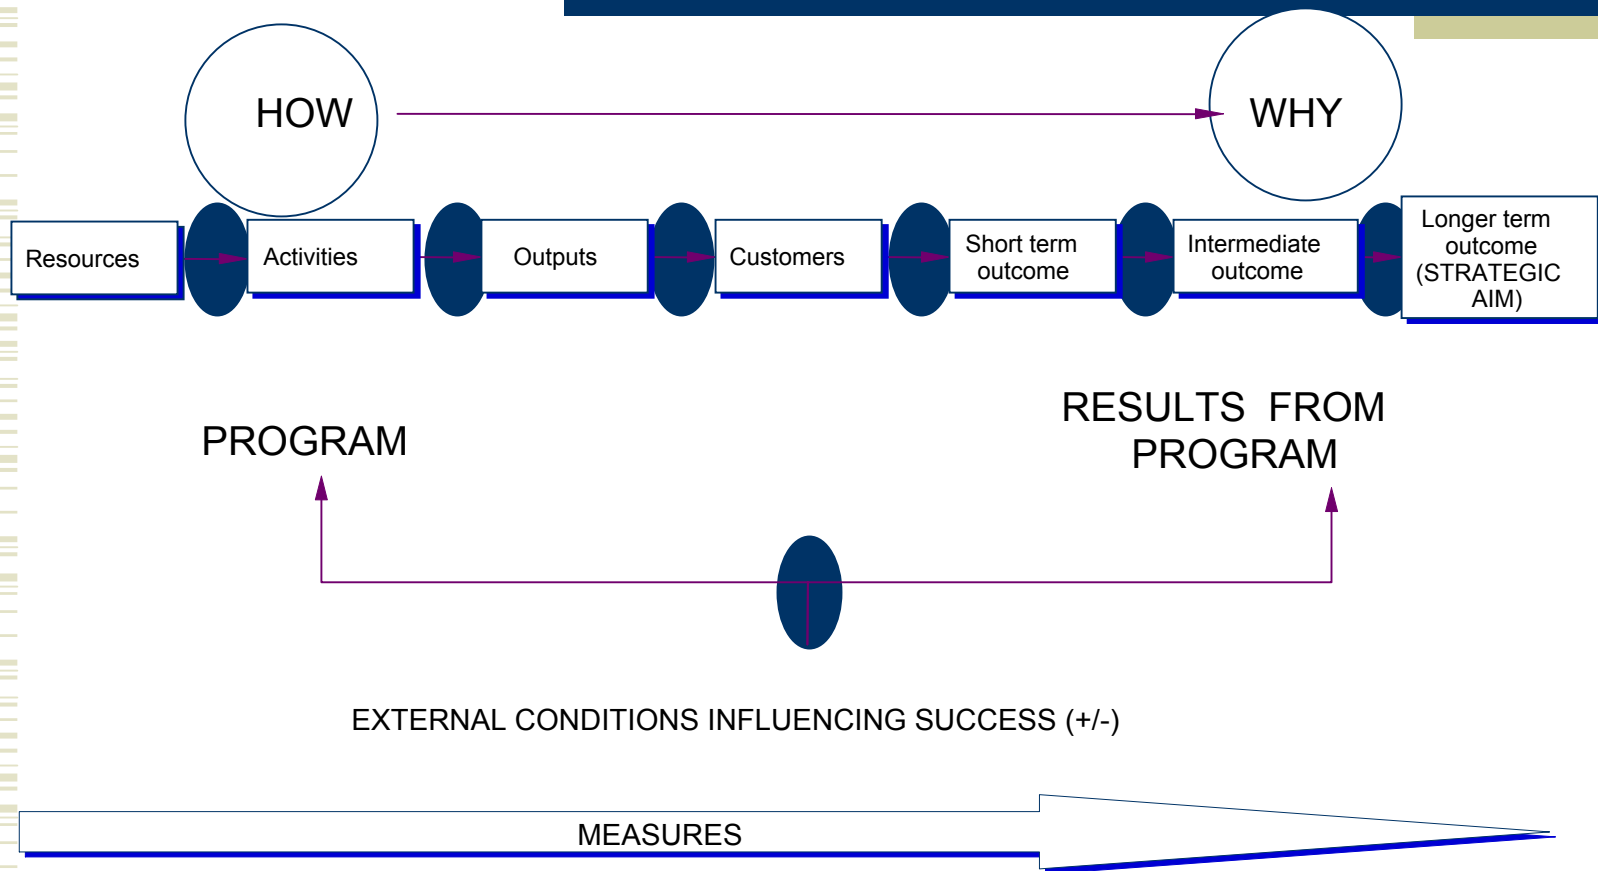 HOW
WHY
Resources
Activities
Outputs
Customers
Short term
outcome
Intermediate
outcome
Longer term
outcome
(STRATEGIC
AIM)
PROGRAM
RESULTS FROM
PROGRAM
EXTERNAL CONDITIONS INFLUENCING SUCCESS (+/-)
MEASURES